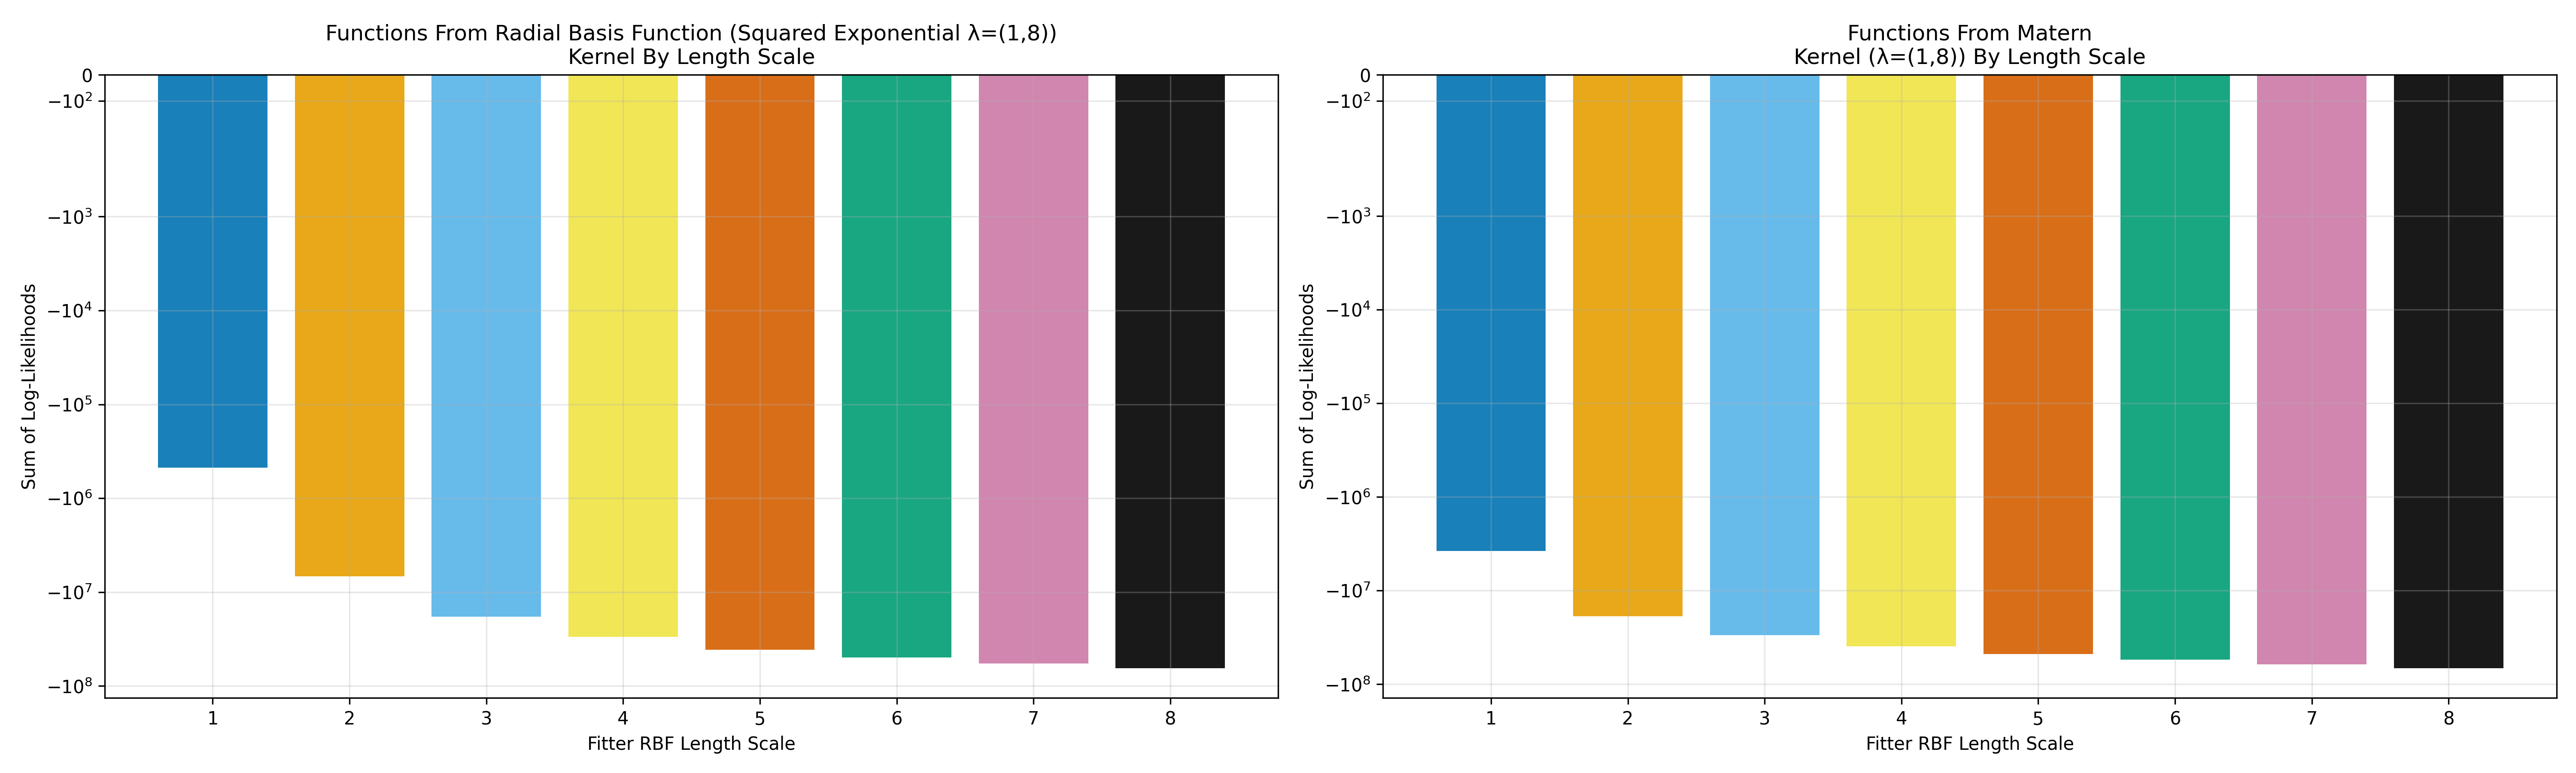 Functions From Radial Basis Function (Squared Exponential λ=(1,8))
Kernel By Length Scale
0
−10²
−10³
−10⁴
−10⁵
−10⁶
−10⁷
−10⁸
Sum of Log-Likelihoods
1 2 3 4 5 6 7 8
Fitter RBF Length Scale
Functions From Matern
Kernel (λ=(1,8)) By Length Scale
0
−10²
−10³
−10⁴
−10⁵
−10⁶
−10⁷
−10⁸
Sum of Log-Likelihoods
1 2 3 4 5 6 7 8
Fitter RBF Length Scale